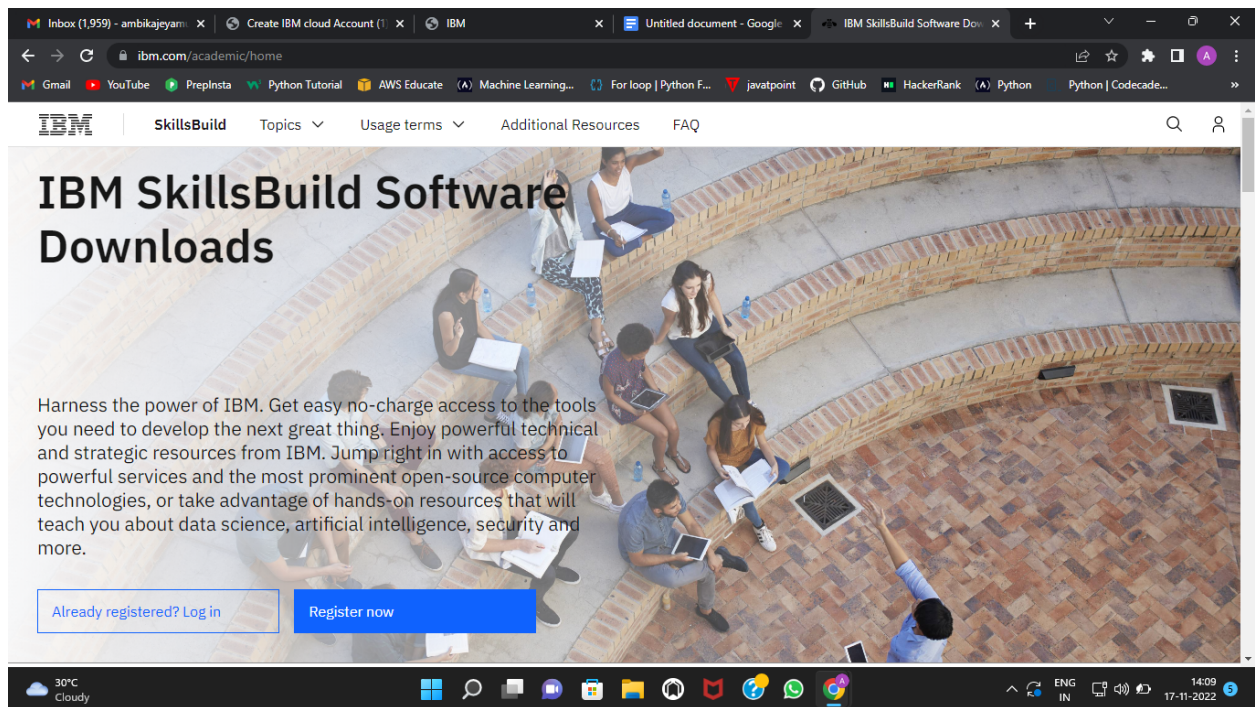 Inbox (1,959) - ambikajeyam
Create IBM cloud Account (1)
IBM
Untitled document - Google
IBM SkillsBuild Software Dow
ibm.com/academic/home
A
Gmail
YouTube
PrepInsta
Python Tutorial
AWS Educate
Machine Learning...
For loop | Python F...
javatpoint
GitHub
HackerRank
Python
Python | Codecade...
»
IBM
SkillsBuild
Topics
Usage terms
Additional Resources
FAQ
IBM SkillsBuild Software
Downloads
Harness the power of IBM. Get easy no-charge access to the tools
you need to develop the next great thing. Enjoy powerful technical
and strategic resources from IBM. Jump right in with access to
powerful services and the most prominent open-source computer
technologies, or take advantage of hands-on resources that will
teach you about data science, artificial intelligence, security and
more.
Already registered? Log in
Register now
30°C
Cloudy
ENG
IN
14:09
17-11-2022
5